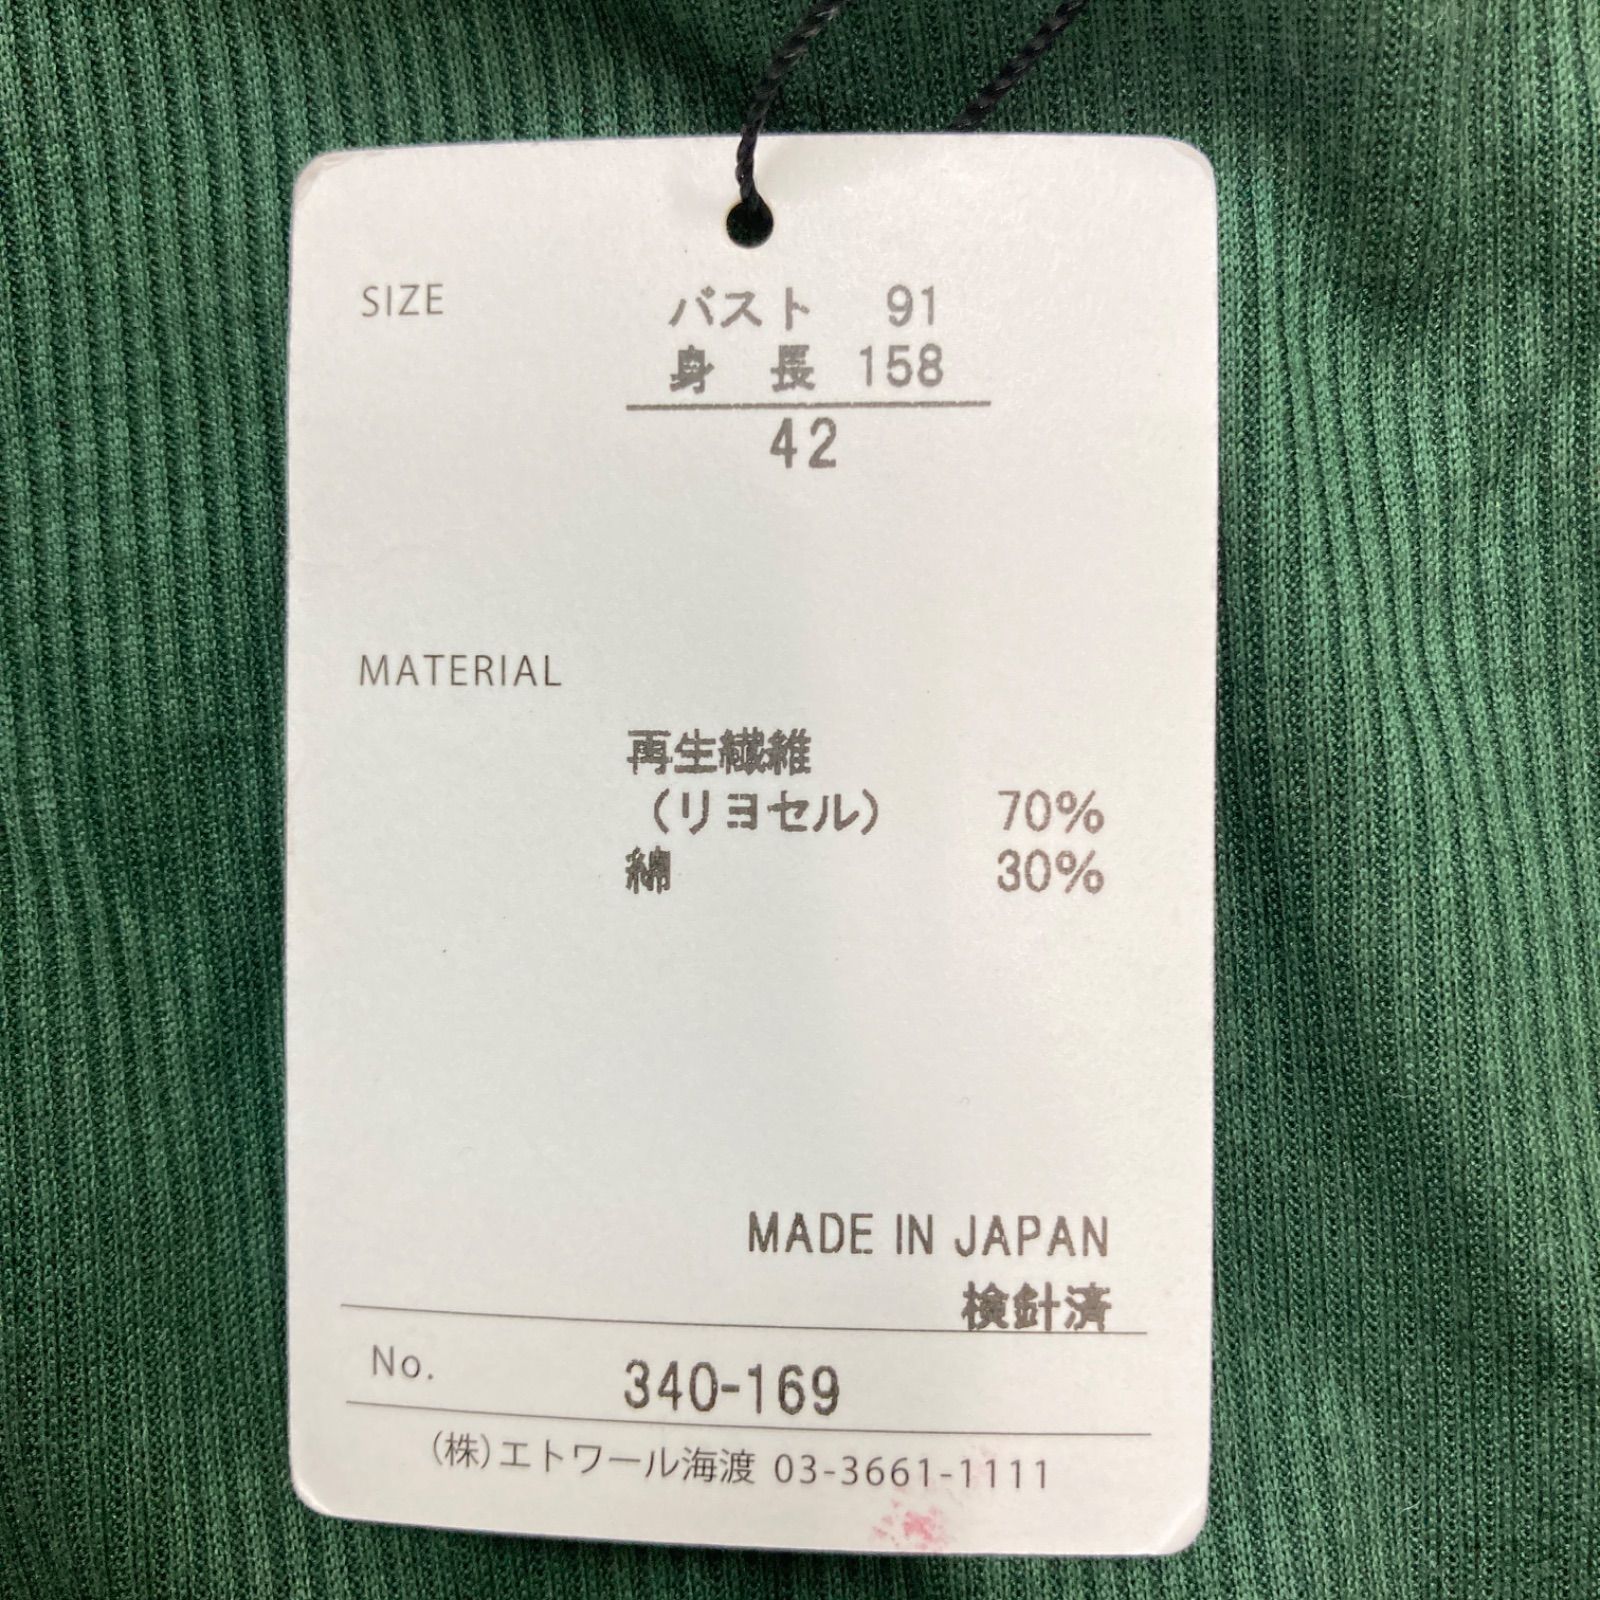 SIZE バスト 91
身 長 158
42
MATERIAL
再生繊維
(リヨセル) 70%
綿 30%
MADE IN JAPAN
検針済
No. 340-169
(株)エトワール海渡 03-3661-1111